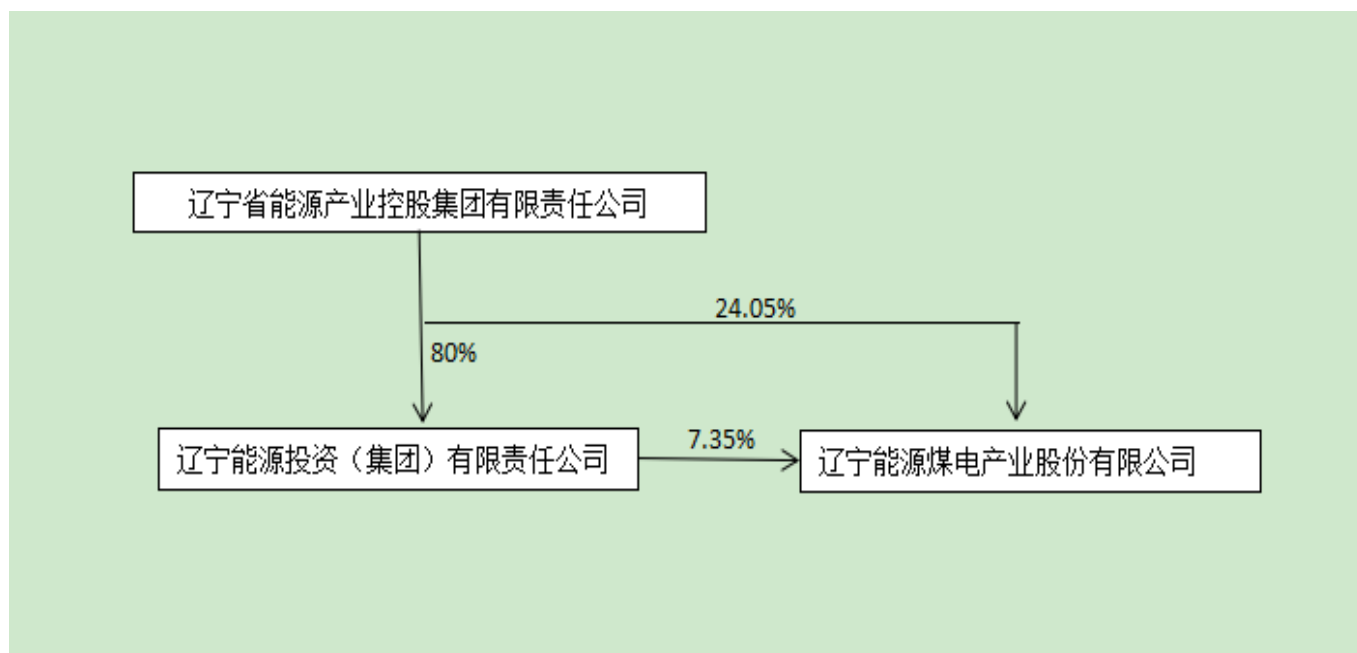 辽宁省能源产业控股集团有限责任公司
24.05%
80%
辽宁能源投资（集团）有限责任公司
7.35%
辽宁能源煤电产业股份有限公司